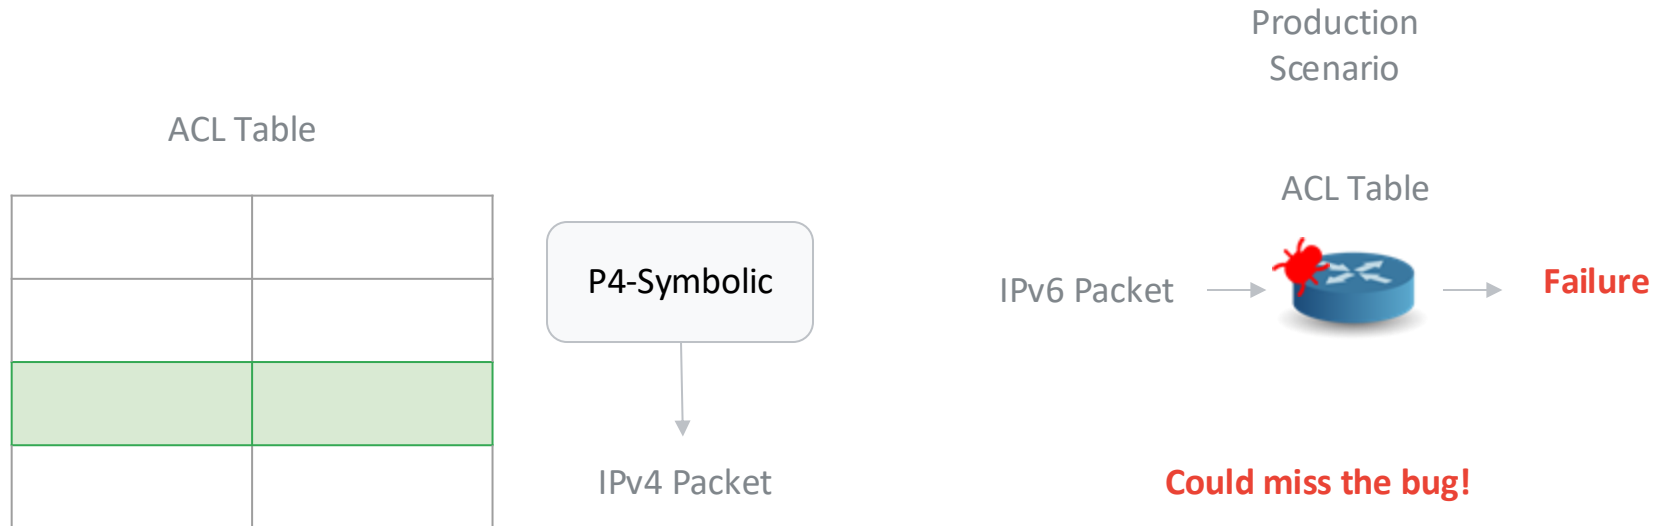 ACL Table
P4-Symbolic
IPv4 Packet
Production
Scenario
ACL Table
IPv6 Packet
Failure
Could miss the bug!